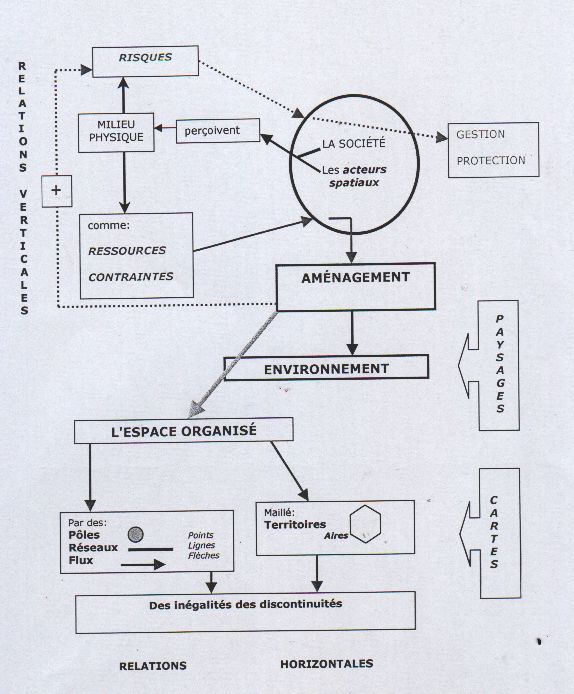 RELATIONS VERTICALES
RISQUES
MILIEU
PHYSIQUE
perçoivent
LA SOCIÉTÉ
Les acteurs
spatiaux
GESTION
PROTECTION
+
comme:
RESSOURCES
CONTRAINTES
AMÉNAGEMENT
ENVIRONNEMENT
PAYSAGES
L'ESPACE ORGANISÉ
Par des:
Pôles
Réseaux
Flux
Points
Lignes
Flèches
Maillé:
Territoires
Aires
CARTES
Des inégalités des discontinuités
RELATIONS HORIZONTALES